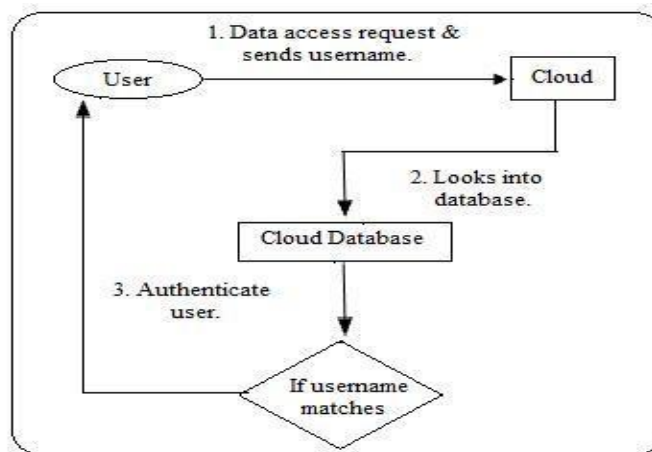 1. Data access request &
sends username.
User
Cloud
2. Looks into
database.
Cloud Database
3. Authenticate
user.
If username
matches